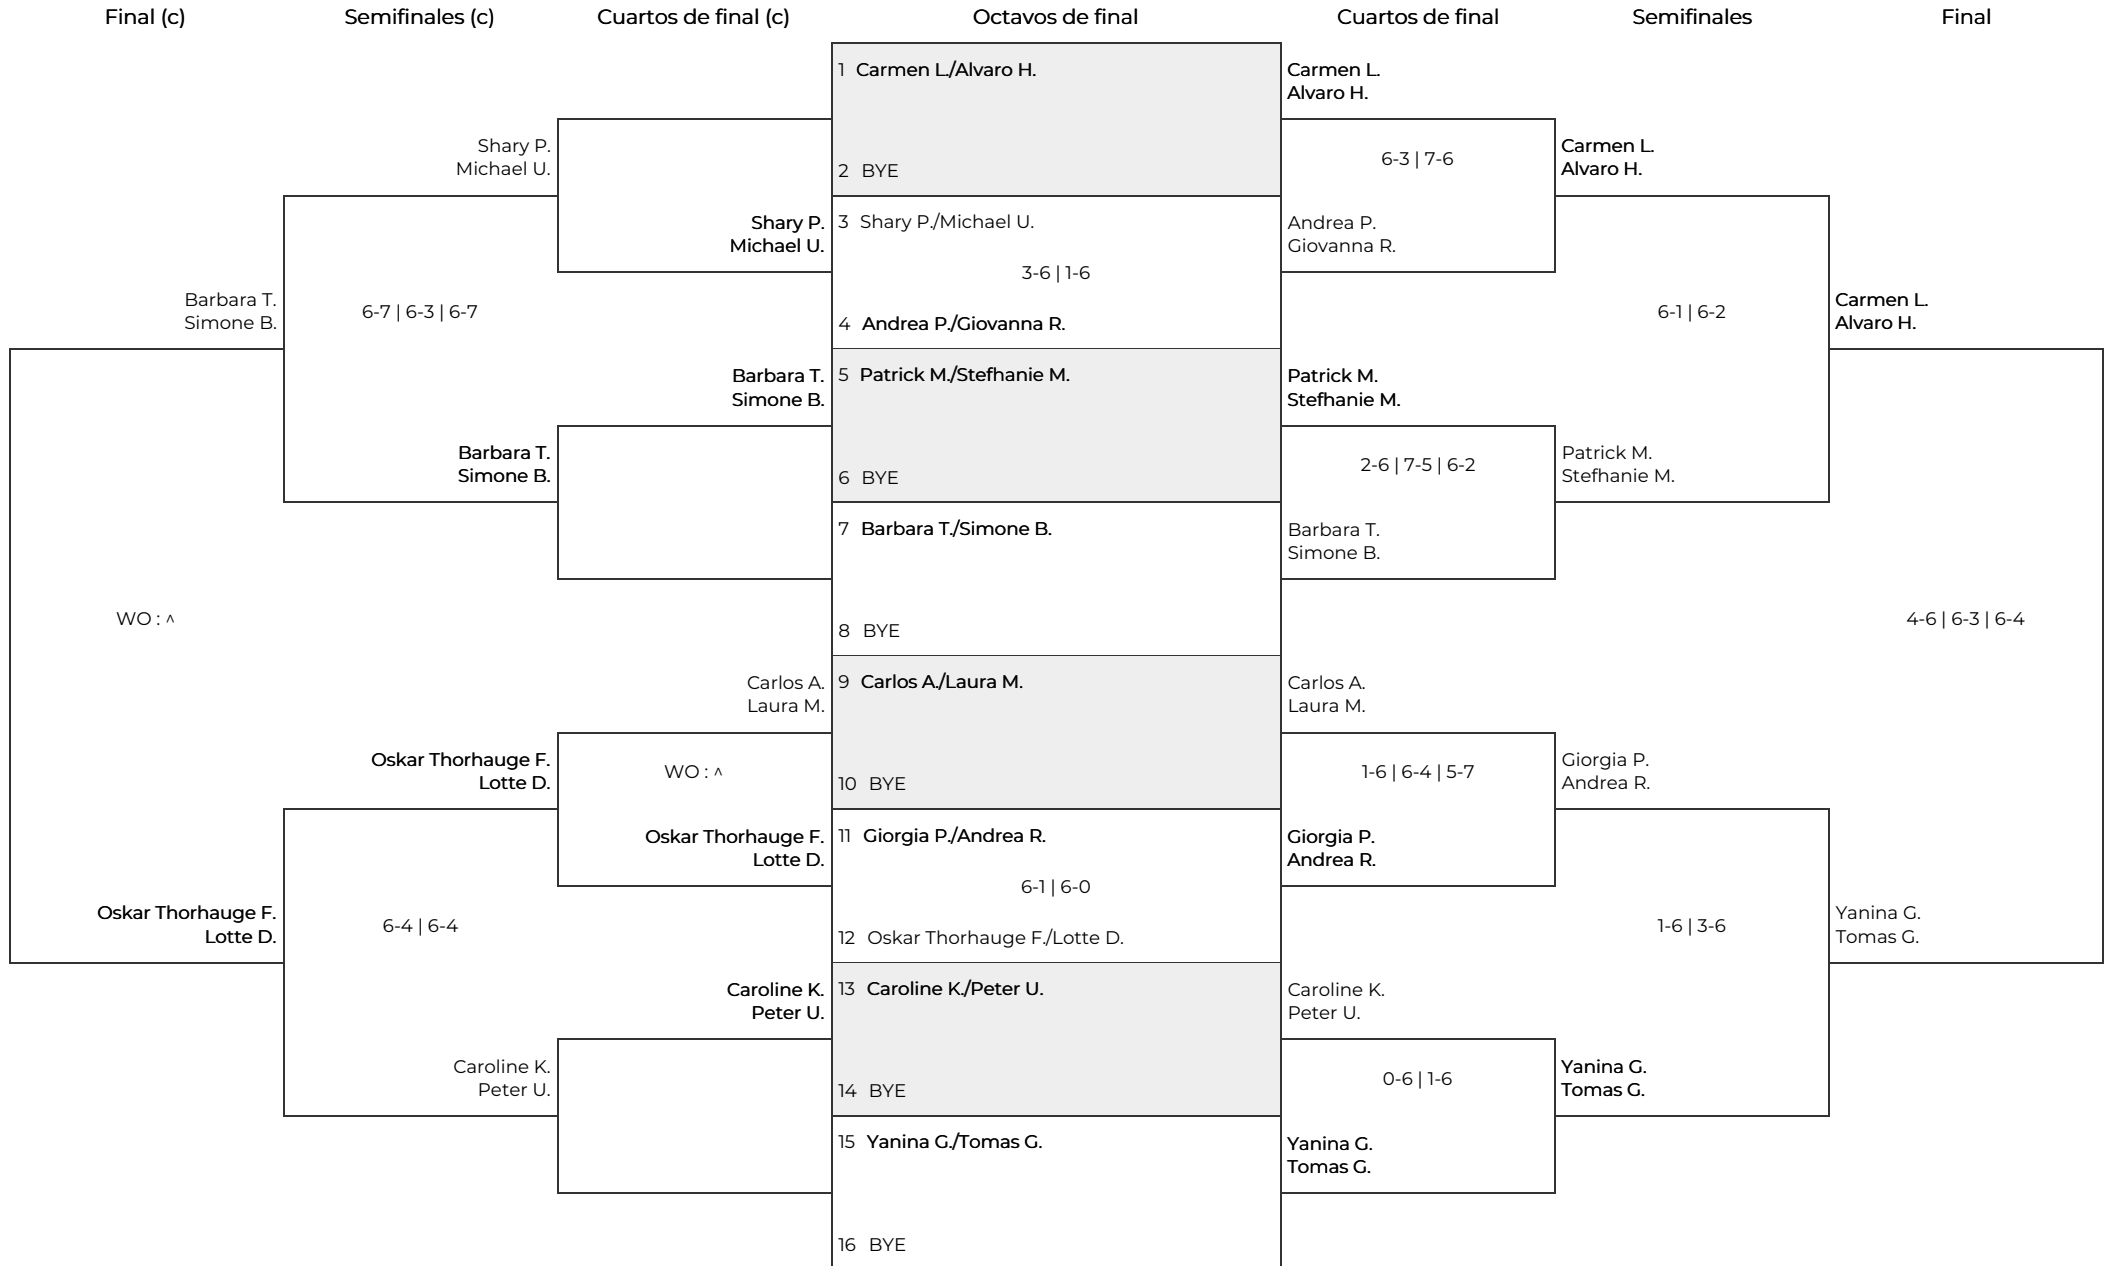 Final (c)
Semifinales (c)
Cuartos de final (c)
Octavos de final
Cuartos de final
Semifinales
Final
Barbara T.
Simone B.
WO : ^
Oskar Thorhauge F.
Lotte D.
Shary P.
Michael U.
6-7 | 6-3 | 6-7
Barbara T.
Simone B.
Oskar Thorhauge F.
Lotte D.
6-4 | 6-4
Caroline K.
Peter U.
Shary P.
Michael U.
Barbara T.
Simone B.
Carlos A.
Laura M.
WO : ^
Oskar Thorhauge F.
Lotte D.
Caroline K.
Peter U.
1 Carmen L./Alvaro H.
2 BYE
3 Shary P./Michael U.
3-6 | 1-6
4 Andrea P./Giovanna R.
5 Patrick M./Stefhanie M.
6 BYE
7 Barbara T./Simone B.
8 BYE
9 Carlos A./Laura M.
10 BYE
11 Giorgia P./Andrea R.
6-1 | 6-0
12 Oskar Thorhauge F./Lotte D.
13 Caroline K./Peter U.
14 BYE
15 Yanina G./Tomas G.
16 BYE
Carmen L.
Alvaro H.
6-3 | 7-6
Andrea P.
Giovanna R.
Patrick M.
Stefhanie M.
2-6 | 7-5 | 6-2
Barbara T.
Simone B.
Carlos A.
Laura M.
1-6 | 6-4 | 5-7
Giorgia P.
Andrea R.
Caroline K.
Peter U.
0-6 | 1-6
Yanina G.
Tomas G.
Carmen L.
Alvaro H.
6-1 | 6-2
Patrick M.
Stefhanie M.
Giorgia P.
Andrea R.
1-6 | 3-6
Yanina G.
Tomas G.
Carmen L.
Alvaro H.
4-6 | 6-3 | 6-4
Yanina G.
Tomas G.